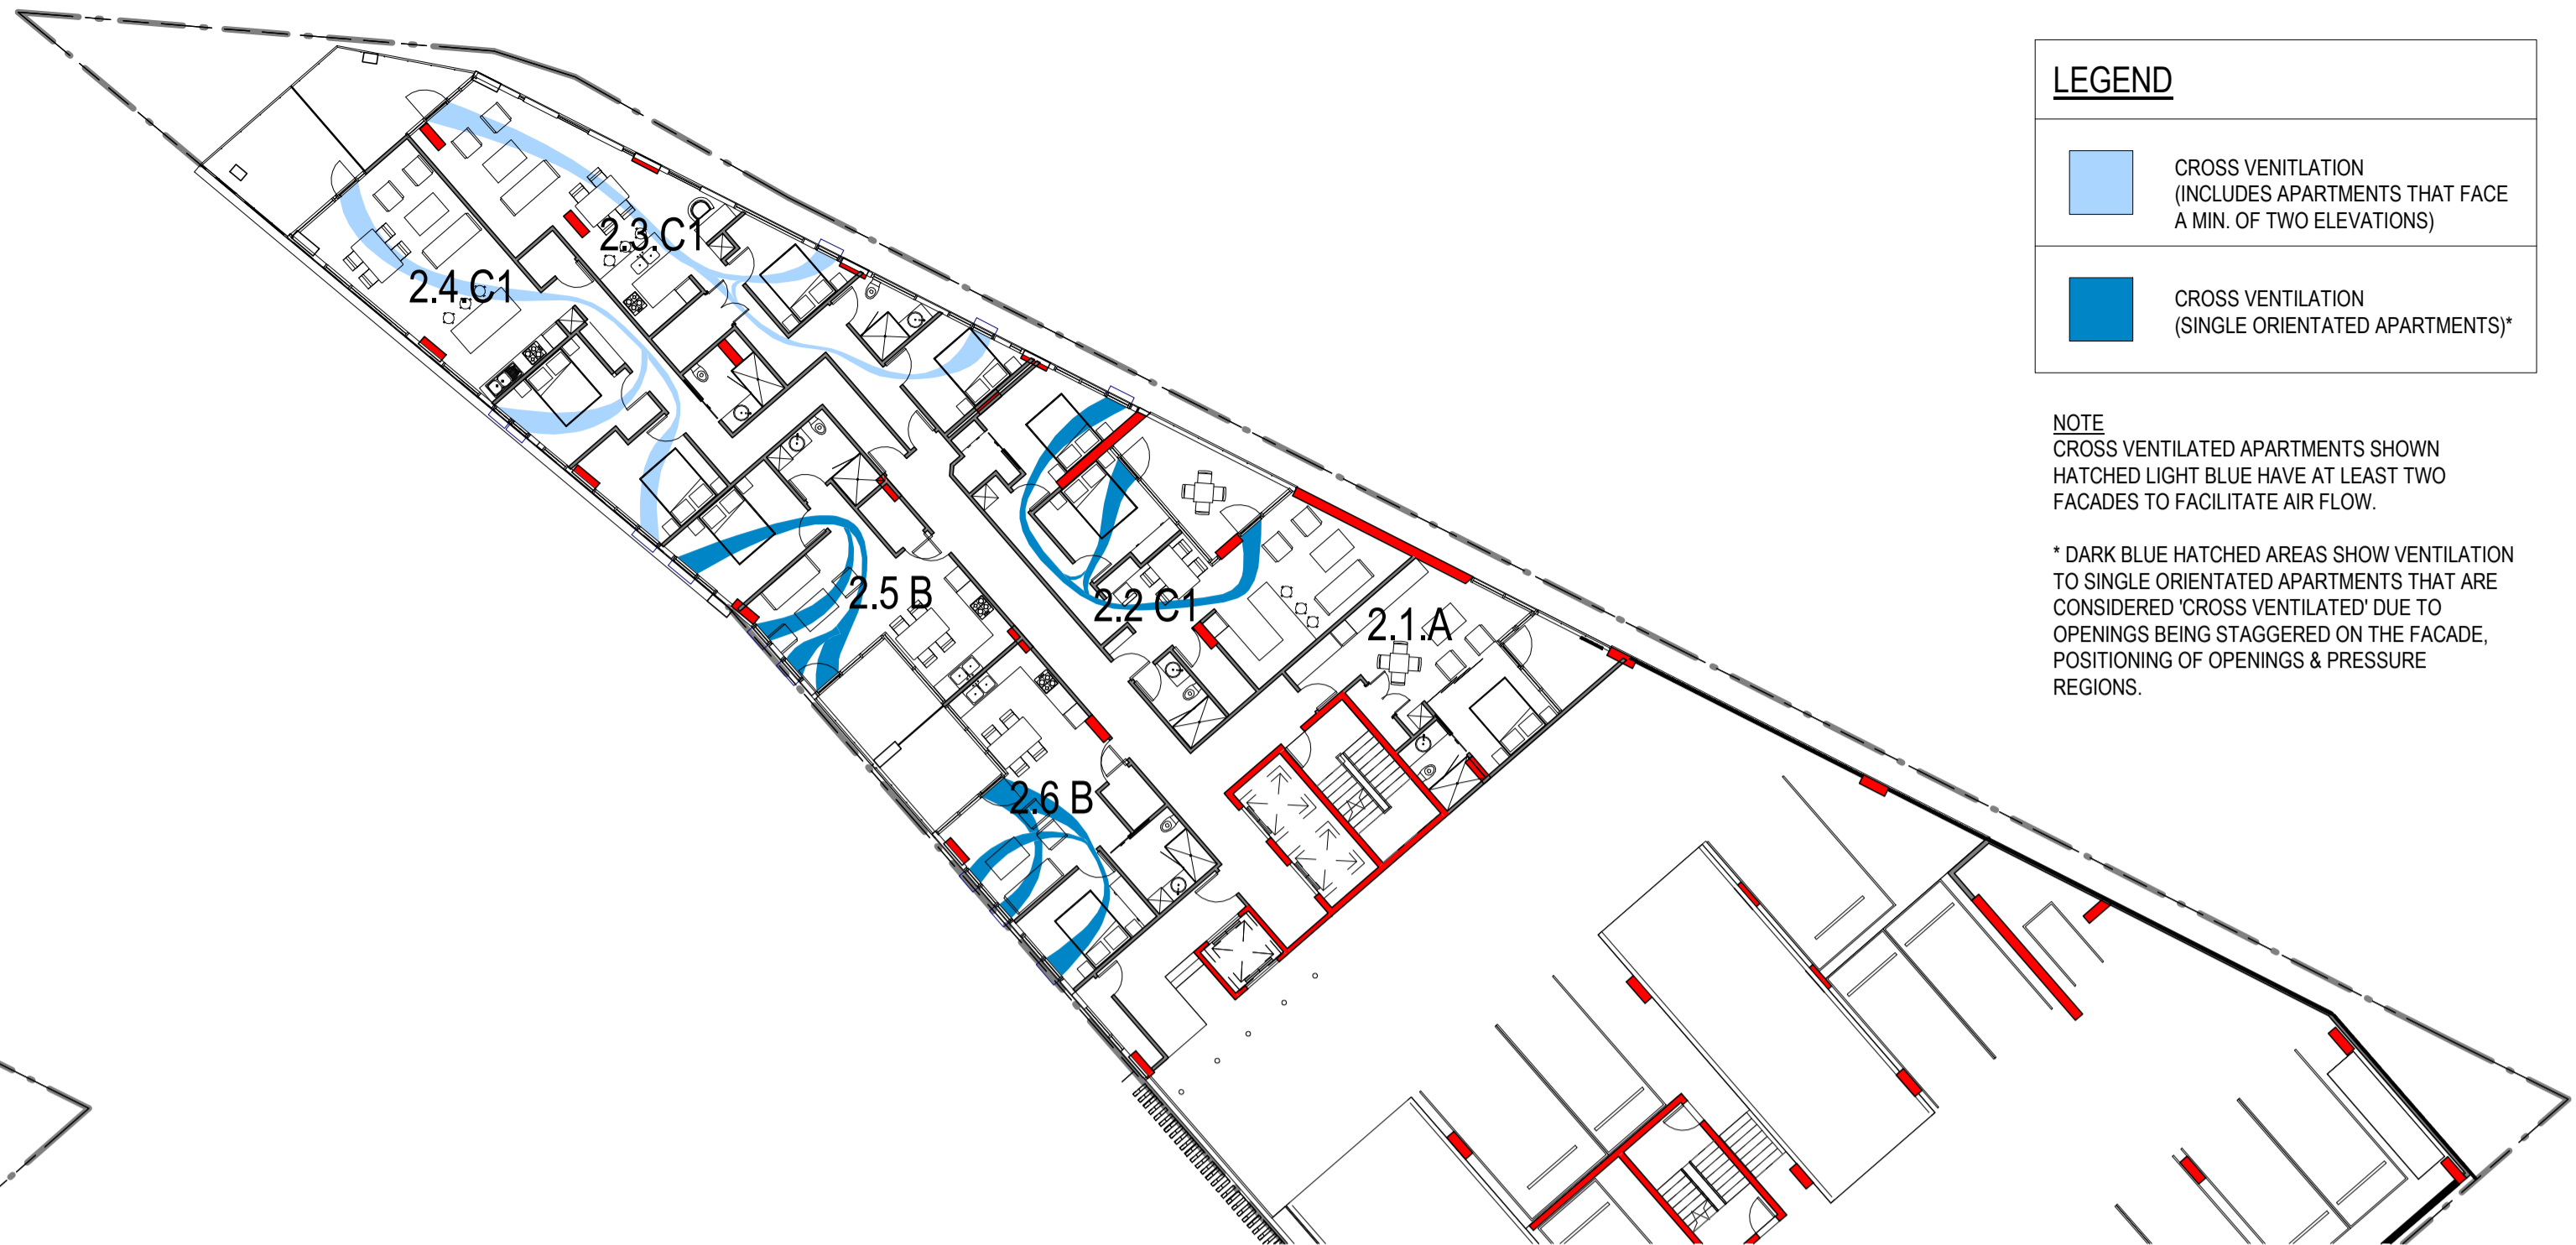 LEGEND
CROSS VENITLATION
(INCLUDES APARTMENTS THAT FACE
A MIN. OF TWO ELEVATIONS)
CROSS VENTILATION
(SINGLE ORIENTATED APARTMENTS)*
NOTE
CROSS VENTILATED APARTMENTS SHOWN
HATCHED LIGHT BLUE HAVE AT LEAST TWO
FACADES TO FACILITATE AIR FLOW.
* DARK BLUE HATCHED AREAS SHOW VENTILATION
TO SINGLE ORIENTATED APARTMENTS THAT ARE
CONSIDERED 'CROSS VENTILATED' DUE TO
OPENINGS BEING STAGGERED ON THE FACADE,
POSITIONING OF OPENINGS & PRESSURE
REGIONS.
2.3.C1
2.4.C1
2.5 B
2.2 C1
2.1.A
2.6 B